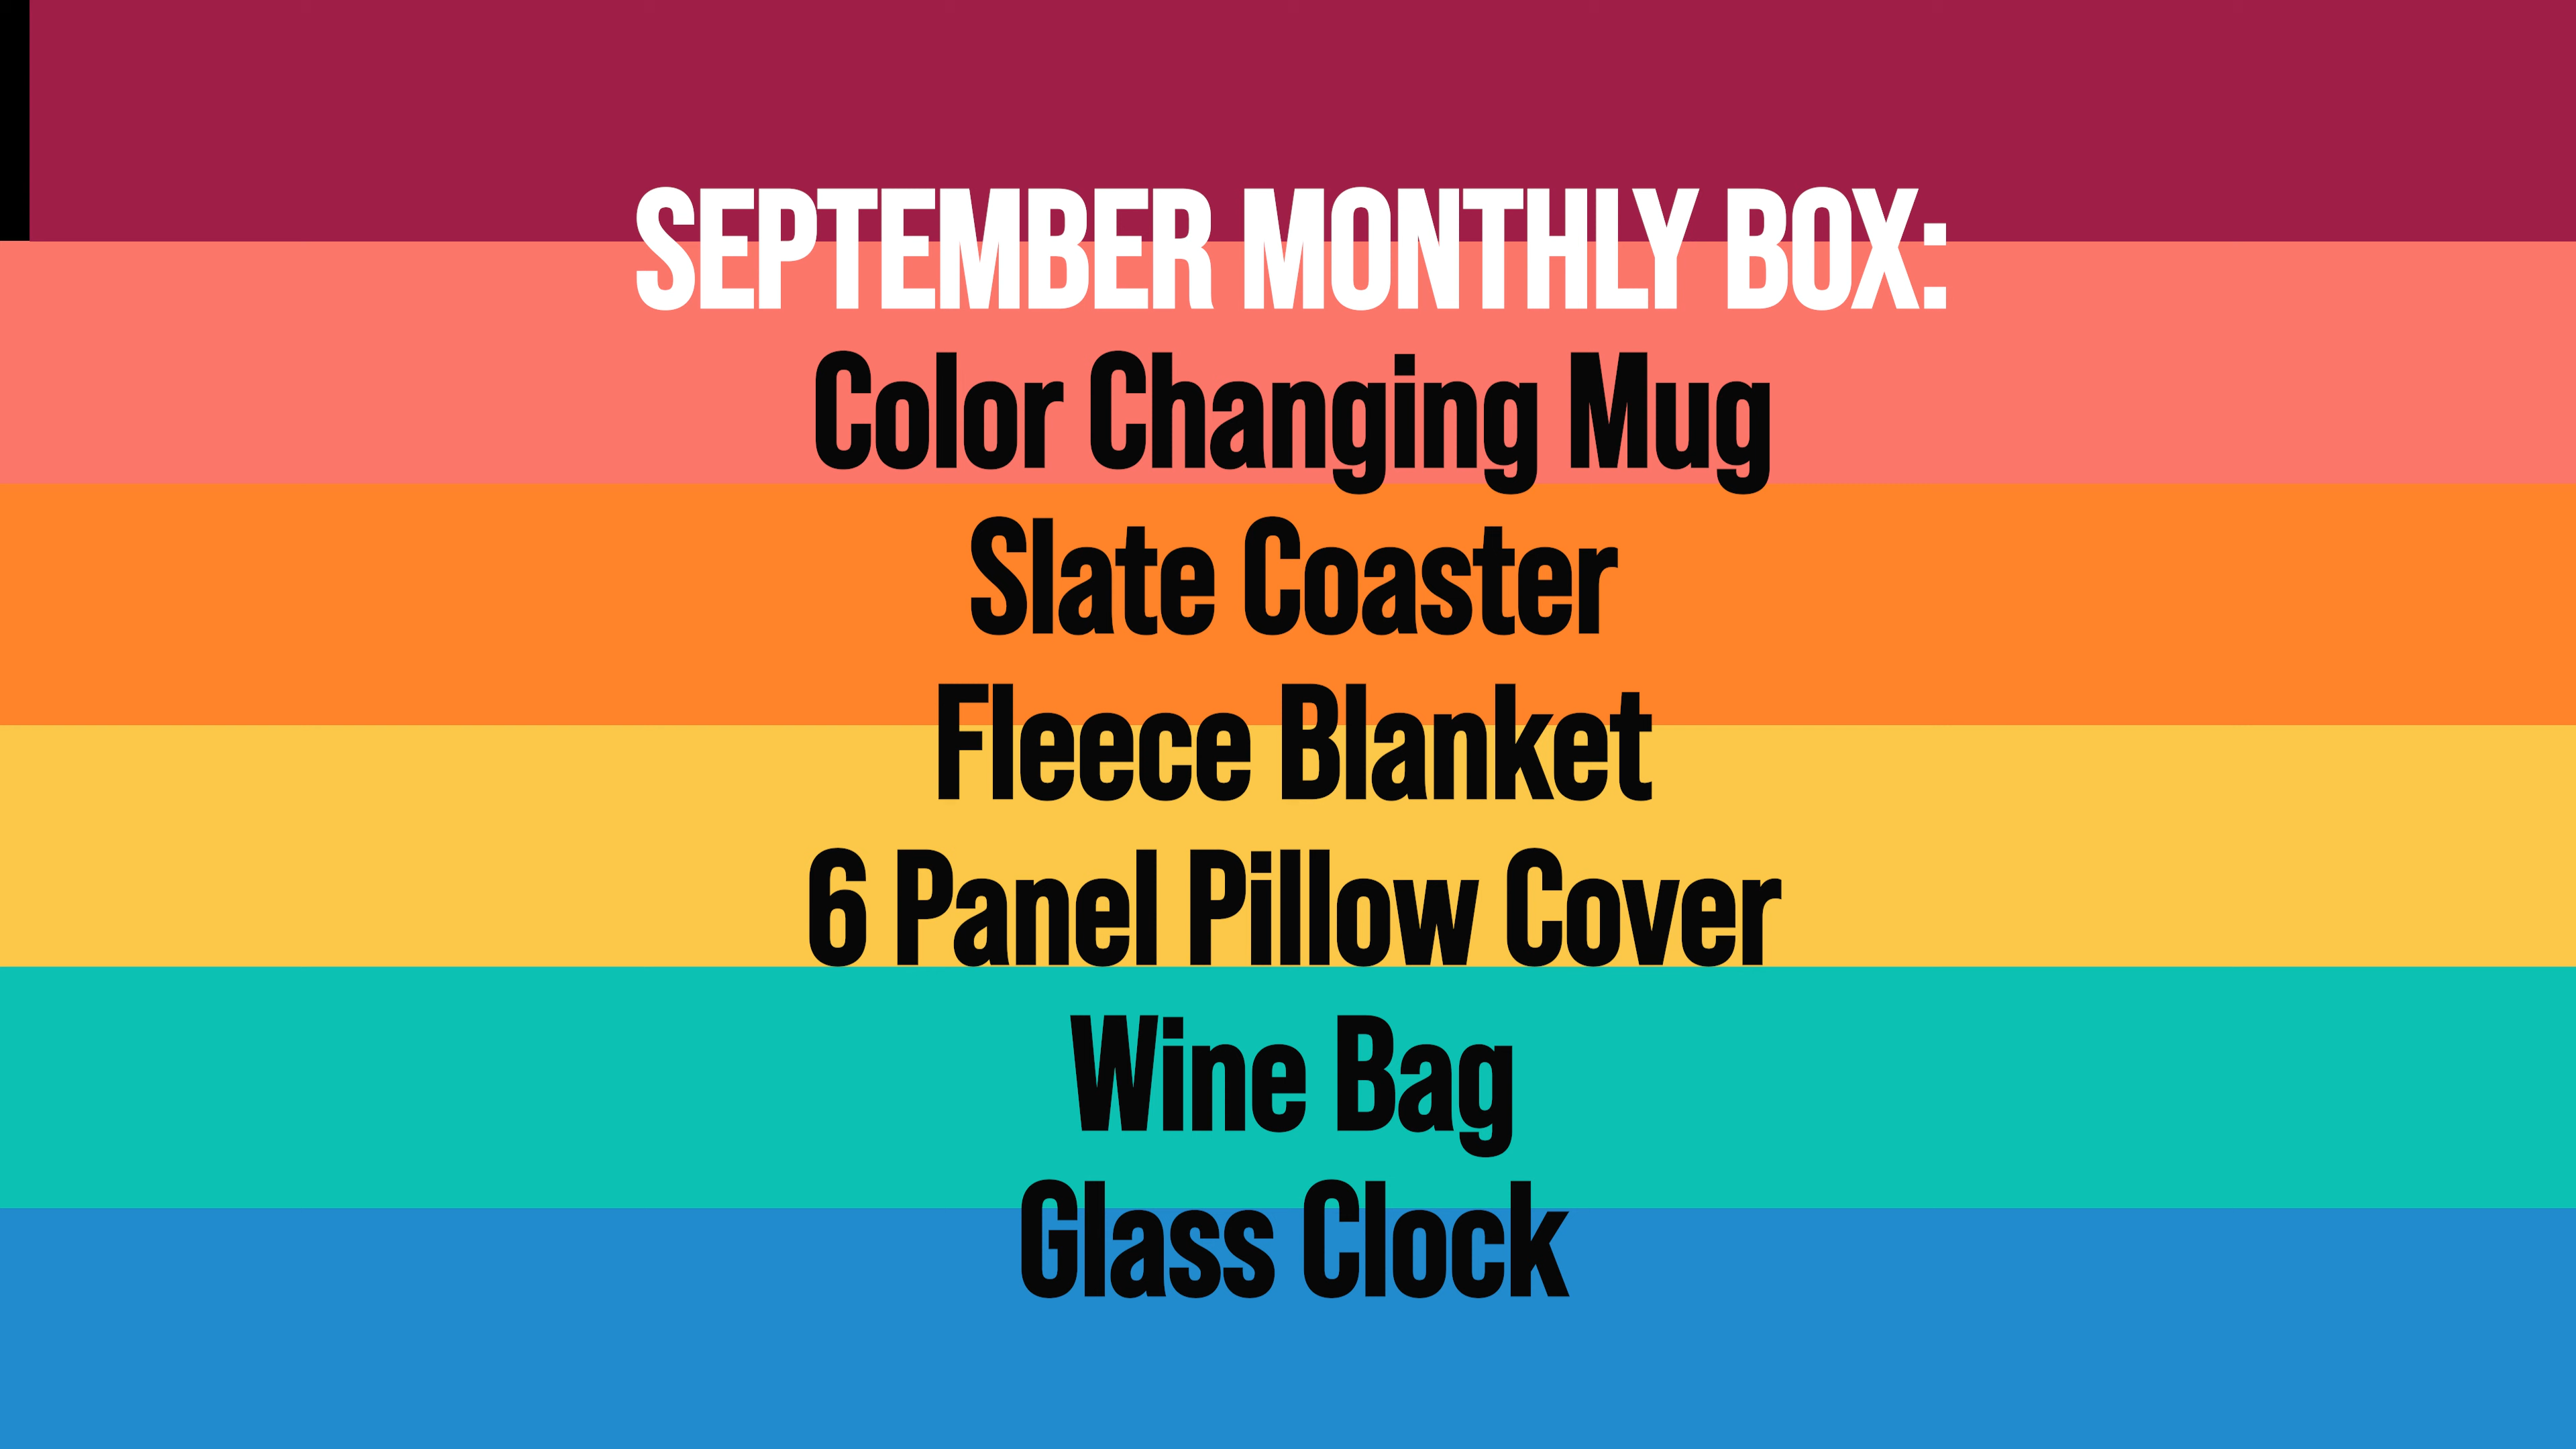 SEPTEMBER MONTHLY BOX:
Color Changing Mug
Slate Coaster
Fleece Blanket
6 Panel Pillow Cover
Wine Bag
Glass Clock